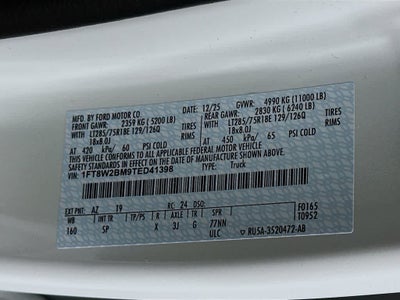 MFD. BY FORD MOTOR CO.
12/25 GVWR: 4990 KG (11000 LB)
FRONT GAWR: 2359 KG (5200 LB) REAR GAWR: 2830 KG (6240 LB)
WITH LT285/75R18E 129/126Q WITH LT285/75R18E 129/126Q
18x8.0J 18x8.0J
AT 420 kPa/ 60 PSI COLD AT 450 kPa/ 65 PSI COLD
THIS VEHICLE CONFORMS TO ALL APPLICABLE FEDERAL MOTOR VEHICLE
SAFETY STANDARDS IN EFFECT ON THE DATE OF MANUFACTURE SHOWN ABOVE.
VIN: 1FT8W2BM9TED41398 TYPE: Truck
EXT PNT: AZ 19 RC: 24 DSO: F0165
WB INT TR TP/PS R AXLE TR SPR T0952
160 SP X 3J G 77NN
ULC ▽ RU5A-3520472-AB